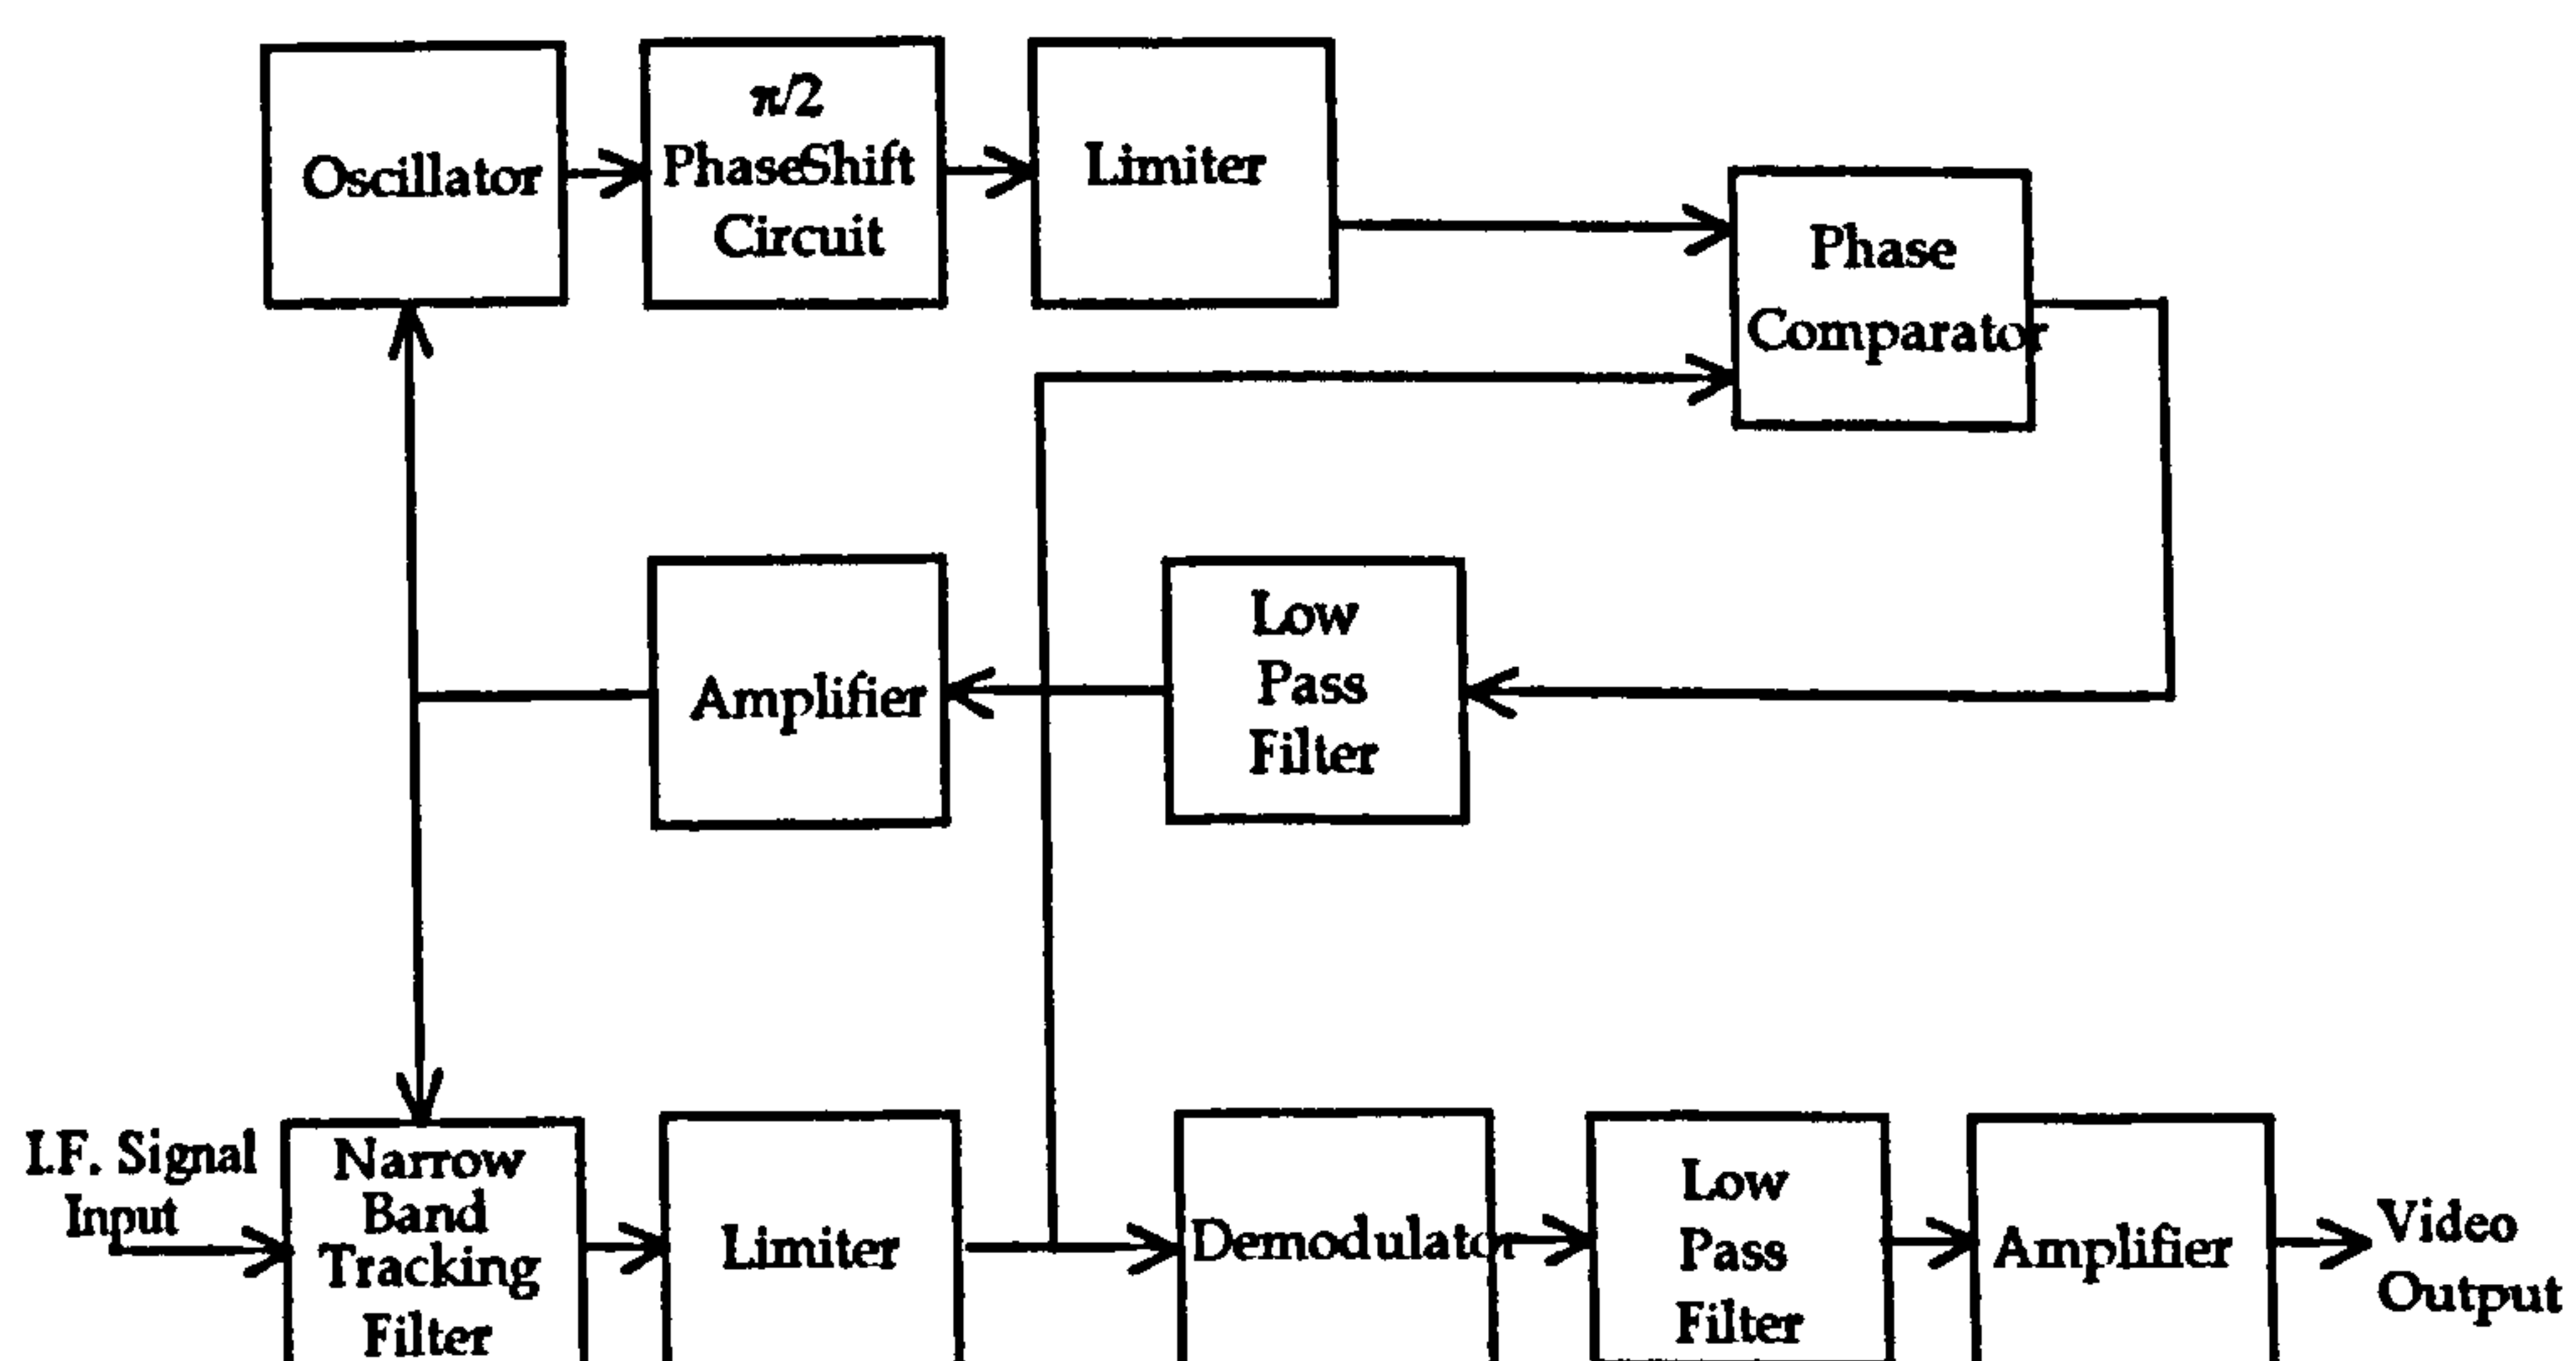 Oscillator
π/2
PhaseShift
Circuit
Limiter
Phase
Comparator
Amplifier
Low
Pass
Filter
I.F. Signal
Input
Narrow
Band
Tracking
Filter
Limiter
Demodulator
Low
Pass
Filter
Amplifier
Video
Output